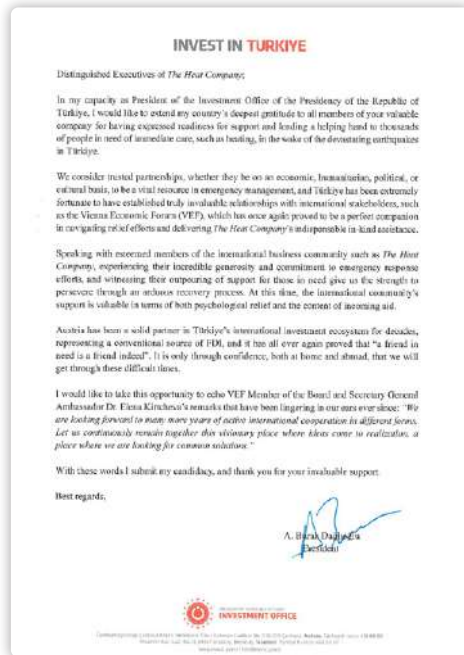 INVEST IN TURKIYE
Distinguished Executives of The Heat Company,
In my capacity as President of the Investment Office of the Presidency of the Republic of
Türkiye, I would like to extend my country's deepest gratitude to all members of your valuable
company for having expressed readiness for support and lending a helping hand to thousands
of people in need of immediate care, such as heating, in the wake of the devastating earthquakes
in Türkiye.
We consider trusted partnerships, whether they be on an economic, humanitarian, political, or
cultural basis, to be a vital resource in emergency management, and Türkiye has been extremely
fortunate to have established truly invaluable relationships with international stakeholders, such
as the Vienna Economic Forum (VEF), which has once again proved to be a perfect companion
in navigating relief efforts and delivering The Heat Company's indispensable in-kind assistance.
Speaking with esteemed members of the international business community such as The Heat
Company, experiencing their incredible generosity and commitment to emergency response
efforts, and witnessing their outpouring of support for those in need give us the strength to
persevere through an arduous recovery process. At this time, the international community's
support is valuable in terms of both psychological relief and the content of incoming aid.
Austria has been a solid partner in Türkiye's international investment ecosystem for decades,
representing a conventional source of FDI, and it has all over again proved that "a friend in
need is a friend indeed". It is only through confidence, both at home and abroad, that we will
get through these difficult times.
I would like to take this opportunity to echo VEF Member of the Board and Secretary General
Ambassador Dr. Elena Kirtcheva's remarks that have been lingering in our ears ever since: "We
are looking forward to many more years of active international cooperation in different forms.
Let us continuously remain together this visionary place where ideas come to realization, a
place where we are looking for common solutions."
With these words I submit my candidacy, and thank you for your invaluable support.
Best regards,
A. Burak
President
INVESTMENT OFFICE